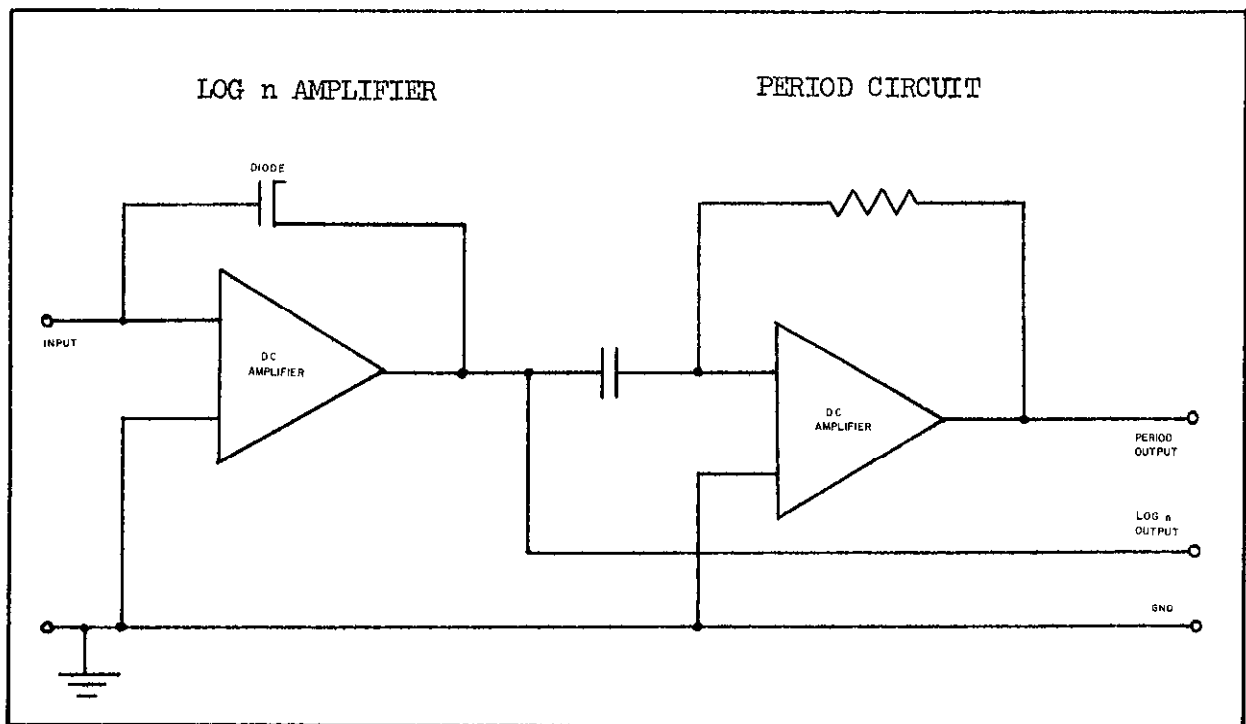 LOG n AMPLIFIER
PERIOD CIRCUIT
DIODE
INPUT
DC
AMPLIFIER
DC
AMPLIFIER
PERIOD
OUTPUT
LOG n
OUTPUT
GND